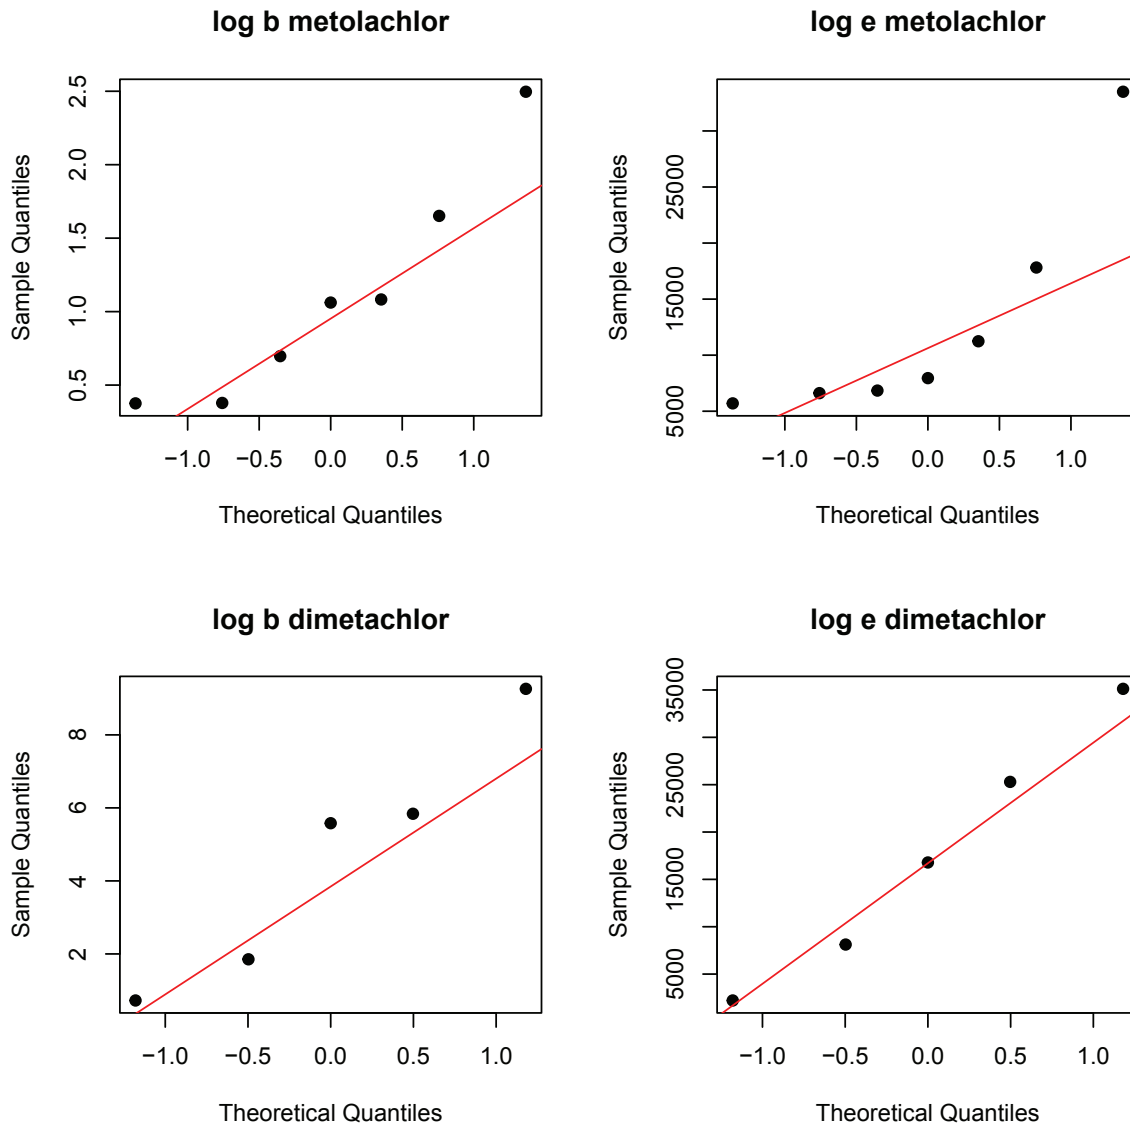 log b metolachlor
Sample Quantiles
2.5
2.0
1.5
1.0
0.5
−1.0 −0.5 0.0 0.5 1.0
Theoretical Quantiles
log e metolachlor
Sample Quantiles
25000
15000
5000
−1.0 −0.5 0.0 0.5 1.0
Theoretical Quantiles
log b dimetachlor
Sample Quantiles
8
6
4
2
−1.0 −0.5 0.0 0.5 1.0
Theoretical Quantiles
log e dimetachlor
Sample Quantiles
35000
25000
15000
5000
−1.0 −0.5 0.0 0.5 1.0
Theoretical Quantiles